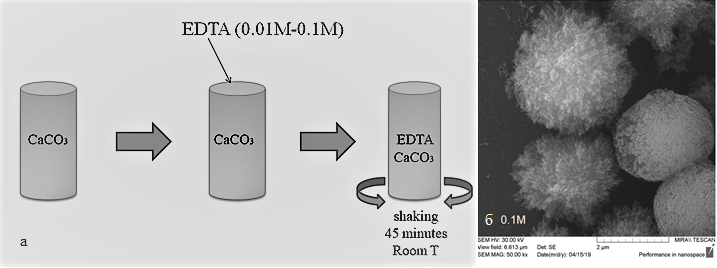 EDTA (0.01M-0.1M)
CaCO₃
CaCO₃
EDTA
CaCO₃
shaking
45 minutes
Room T
a
б 0.1M
SEM HV: 30.00 kV
View field: 6.613 μm Det: SE
SEM MAG: 50.00 kx Date(m/d/y): 04/15/19
2 μm
MIRA\\ TESCAN
Performance in nanospace